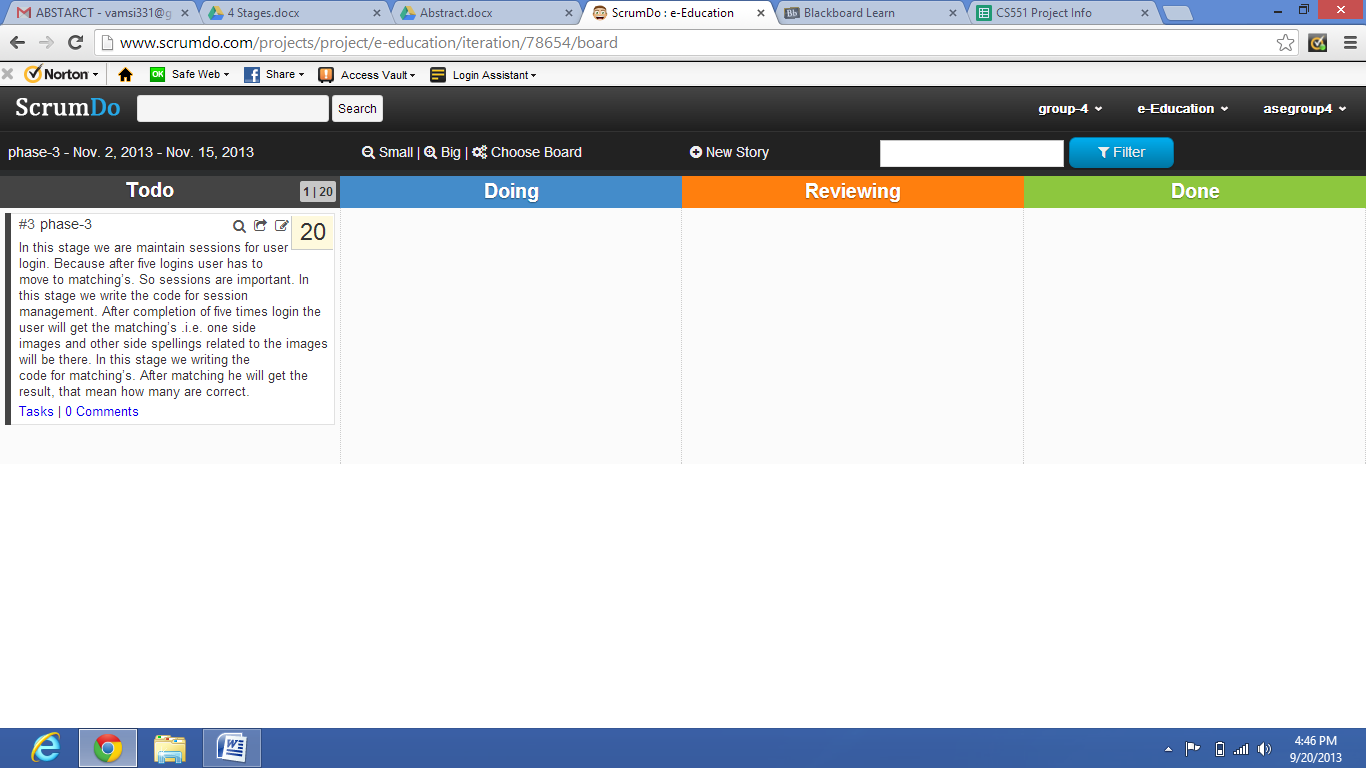 ABSTARCT - vamsi331@g
4 Stages.docx
Abstract.docx
ScrumDo : e-Education
Blackboard Learn
CS551 Project Info
www.scrumdo.com/projects/project/e-education/iteration/78654/board
Norton
OK Safe Web
Share
Access Vault
Login Assistant
ScrumDo
Search
group-4
e-Education
asegroup4
phase-3 - Nov. 2, 2013 - Nov. 15, 2013
Small | Big | Choose Board
New Story
Filter
Todo
1 | 20
Doing
Reviewing
Done
#3 phase-3
20
In this stage we are maintain sessions for user
login. Because after five logins user has to
move to matching's. So sessions are important. In
this stage we write the code for session
management. After completion of five times login the
user will get the matching's .i.e. one side
images and other side spellings related to the images
will be there. In this stage we writing the
code for matching's. After matching he will get the
result, that mean how many are correct.
Tasks | 0 Comments
4:46 PM
9/20/2013